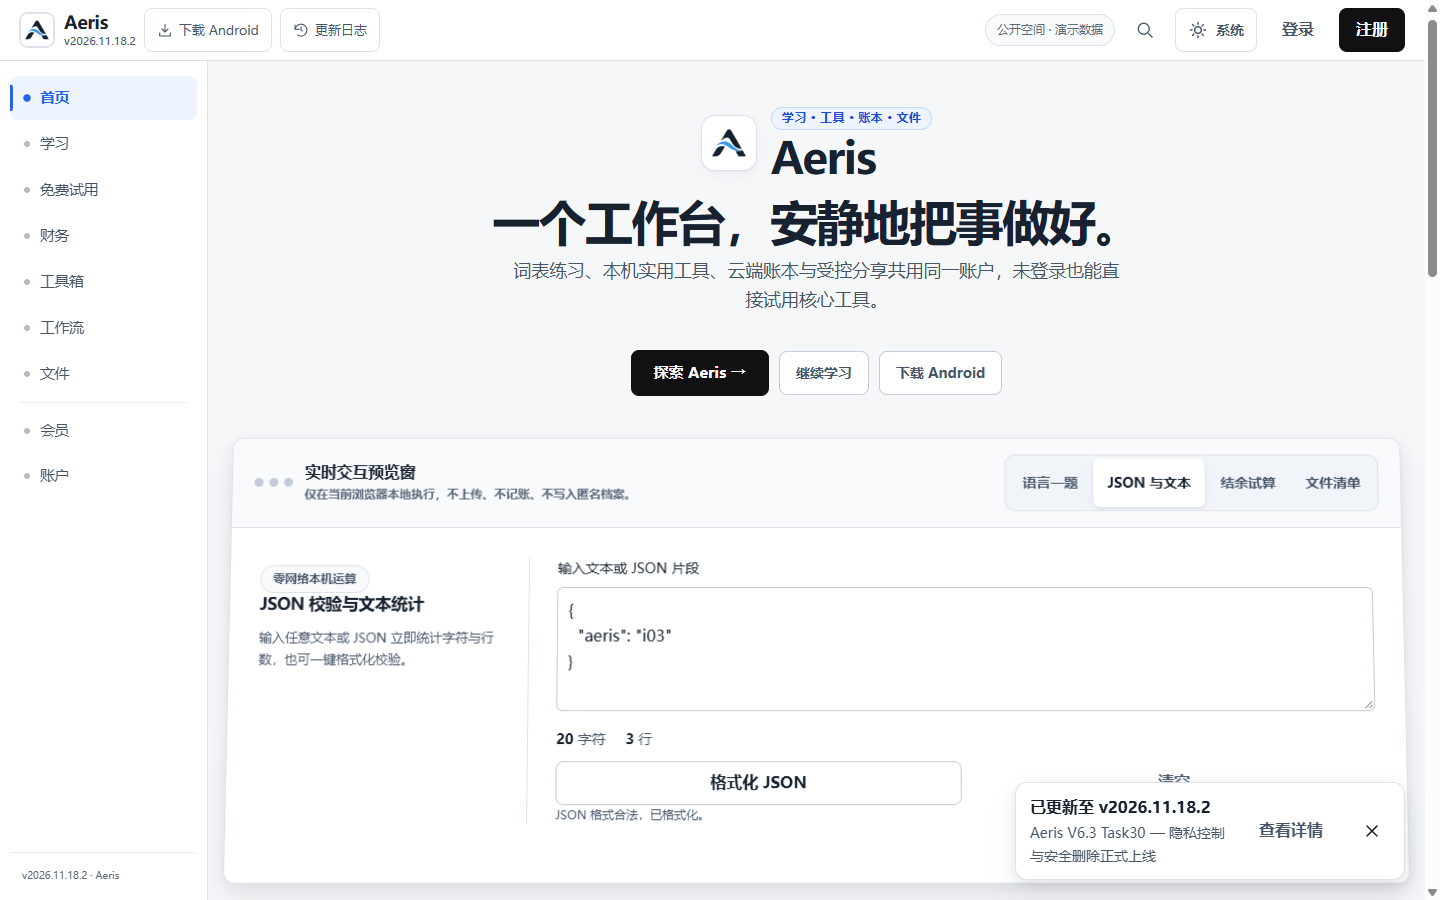 Aeris
v2026.11.18.2
下载 Android
更新日志
公开空间 · 演示数据
系统
登录
注册
首页
学习
免费试用
财务
工具箱
工作流
文件
会员
账户
v2026.11.18.2 · Aeris
学习 • 工具 • 账本 • 文件
Aeris
一个工作台，安静地把事做好。
词表练习、本机实用工具、云端账本与受控分享共用同一账户，未登录也能直
接试用核心工具。
探索 Aeris →
继续学习
下载 Android
实时交互预览窗
仅在当前浏览器本地执行，不上传、不记账、不写入匿名档案。
语言一题
JSON 与文本
结余试算
文件清单
零网络本机运算
JSON 校验与文本统计
输入任意文本或 JSON 立即统计字符与行
数，也可一键格式化校验。
输入文本或 JSON 片段
{
"aeris": "i03"
}
20 字符 3 行
格式化 JSON
清空
JSON 格式合法，已格式化。
已更新至 v2026.11.18.2
Aeris V6.3 Task30 — 隐私控制
与安全删除正式上线
查看详情